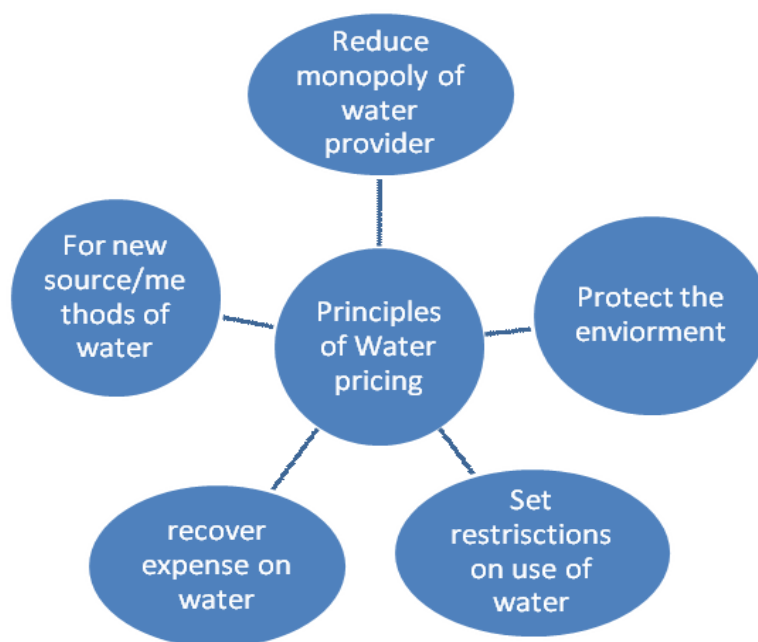 Reduce
monopoly of
water
provider
For new
source/me
thods of
water
Principles
of Water
pricing
Protect the
enviorment
recover
expense on
water
Set
restrisctions
on use of
water